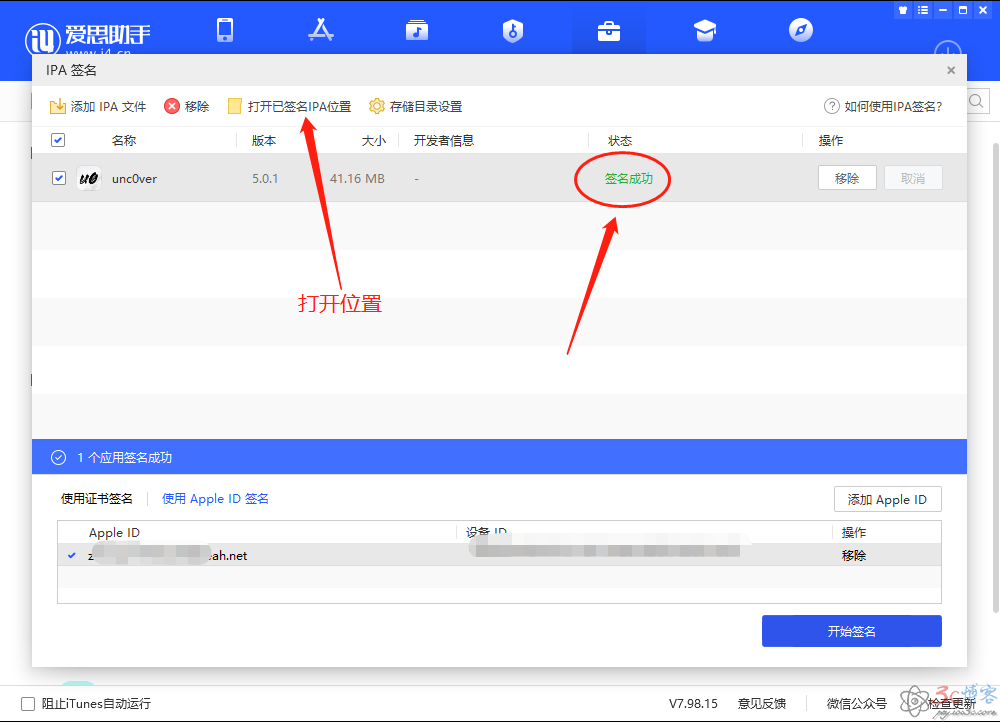 爱思助手
www.i4.cn
IPA 签名
添加 IPA 文件 移除 打开已签名IPA位置 存储目录设置 如何使用IPA签名?
名称 版本 大小 开发者信息 状态 操作
unc0ver 5.0.1 41.16 MB - 签名成功 移除 取消
打开位置
1 个应用签名成功
使用证书签名 使用 Apple ID 签名 添加 Apple ID
Apple ID 设备 ID 操作
z eah.net 移除
开始签名
阻止iTunes自动运行 V7.98.15 意见反馈 微信公众号 检查更新
3c博客